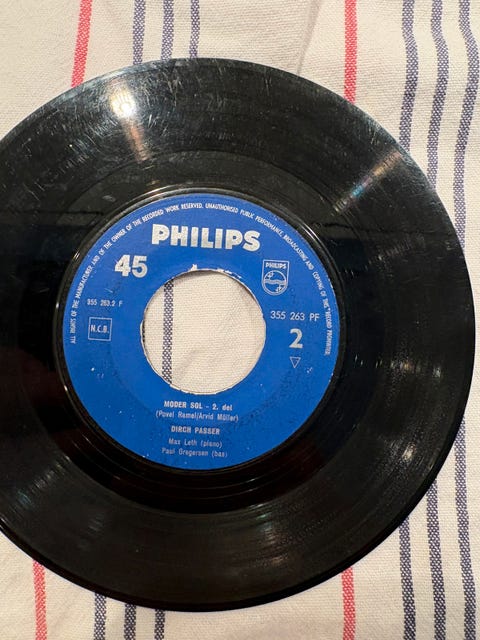 ALL RIGHTS OF THE MANUFACTURER AND OF THE OWNER OF THE RECORDED WORK RESERVED. UNAUTHORISED PUBLIC PERFORMANCE, BROADCASTING AND COPYING OF THIS RECORD PROHIBITED.
PHILIPS
45
PHILIPS
355 263.2 F
355 263 PF
N.C.B.
2
MODER SOL - 2. del
(Povel Ramel/Arvid Müller)
DIRCH PASSER
Max Leth (piano)
Paul Gregersen (bas)